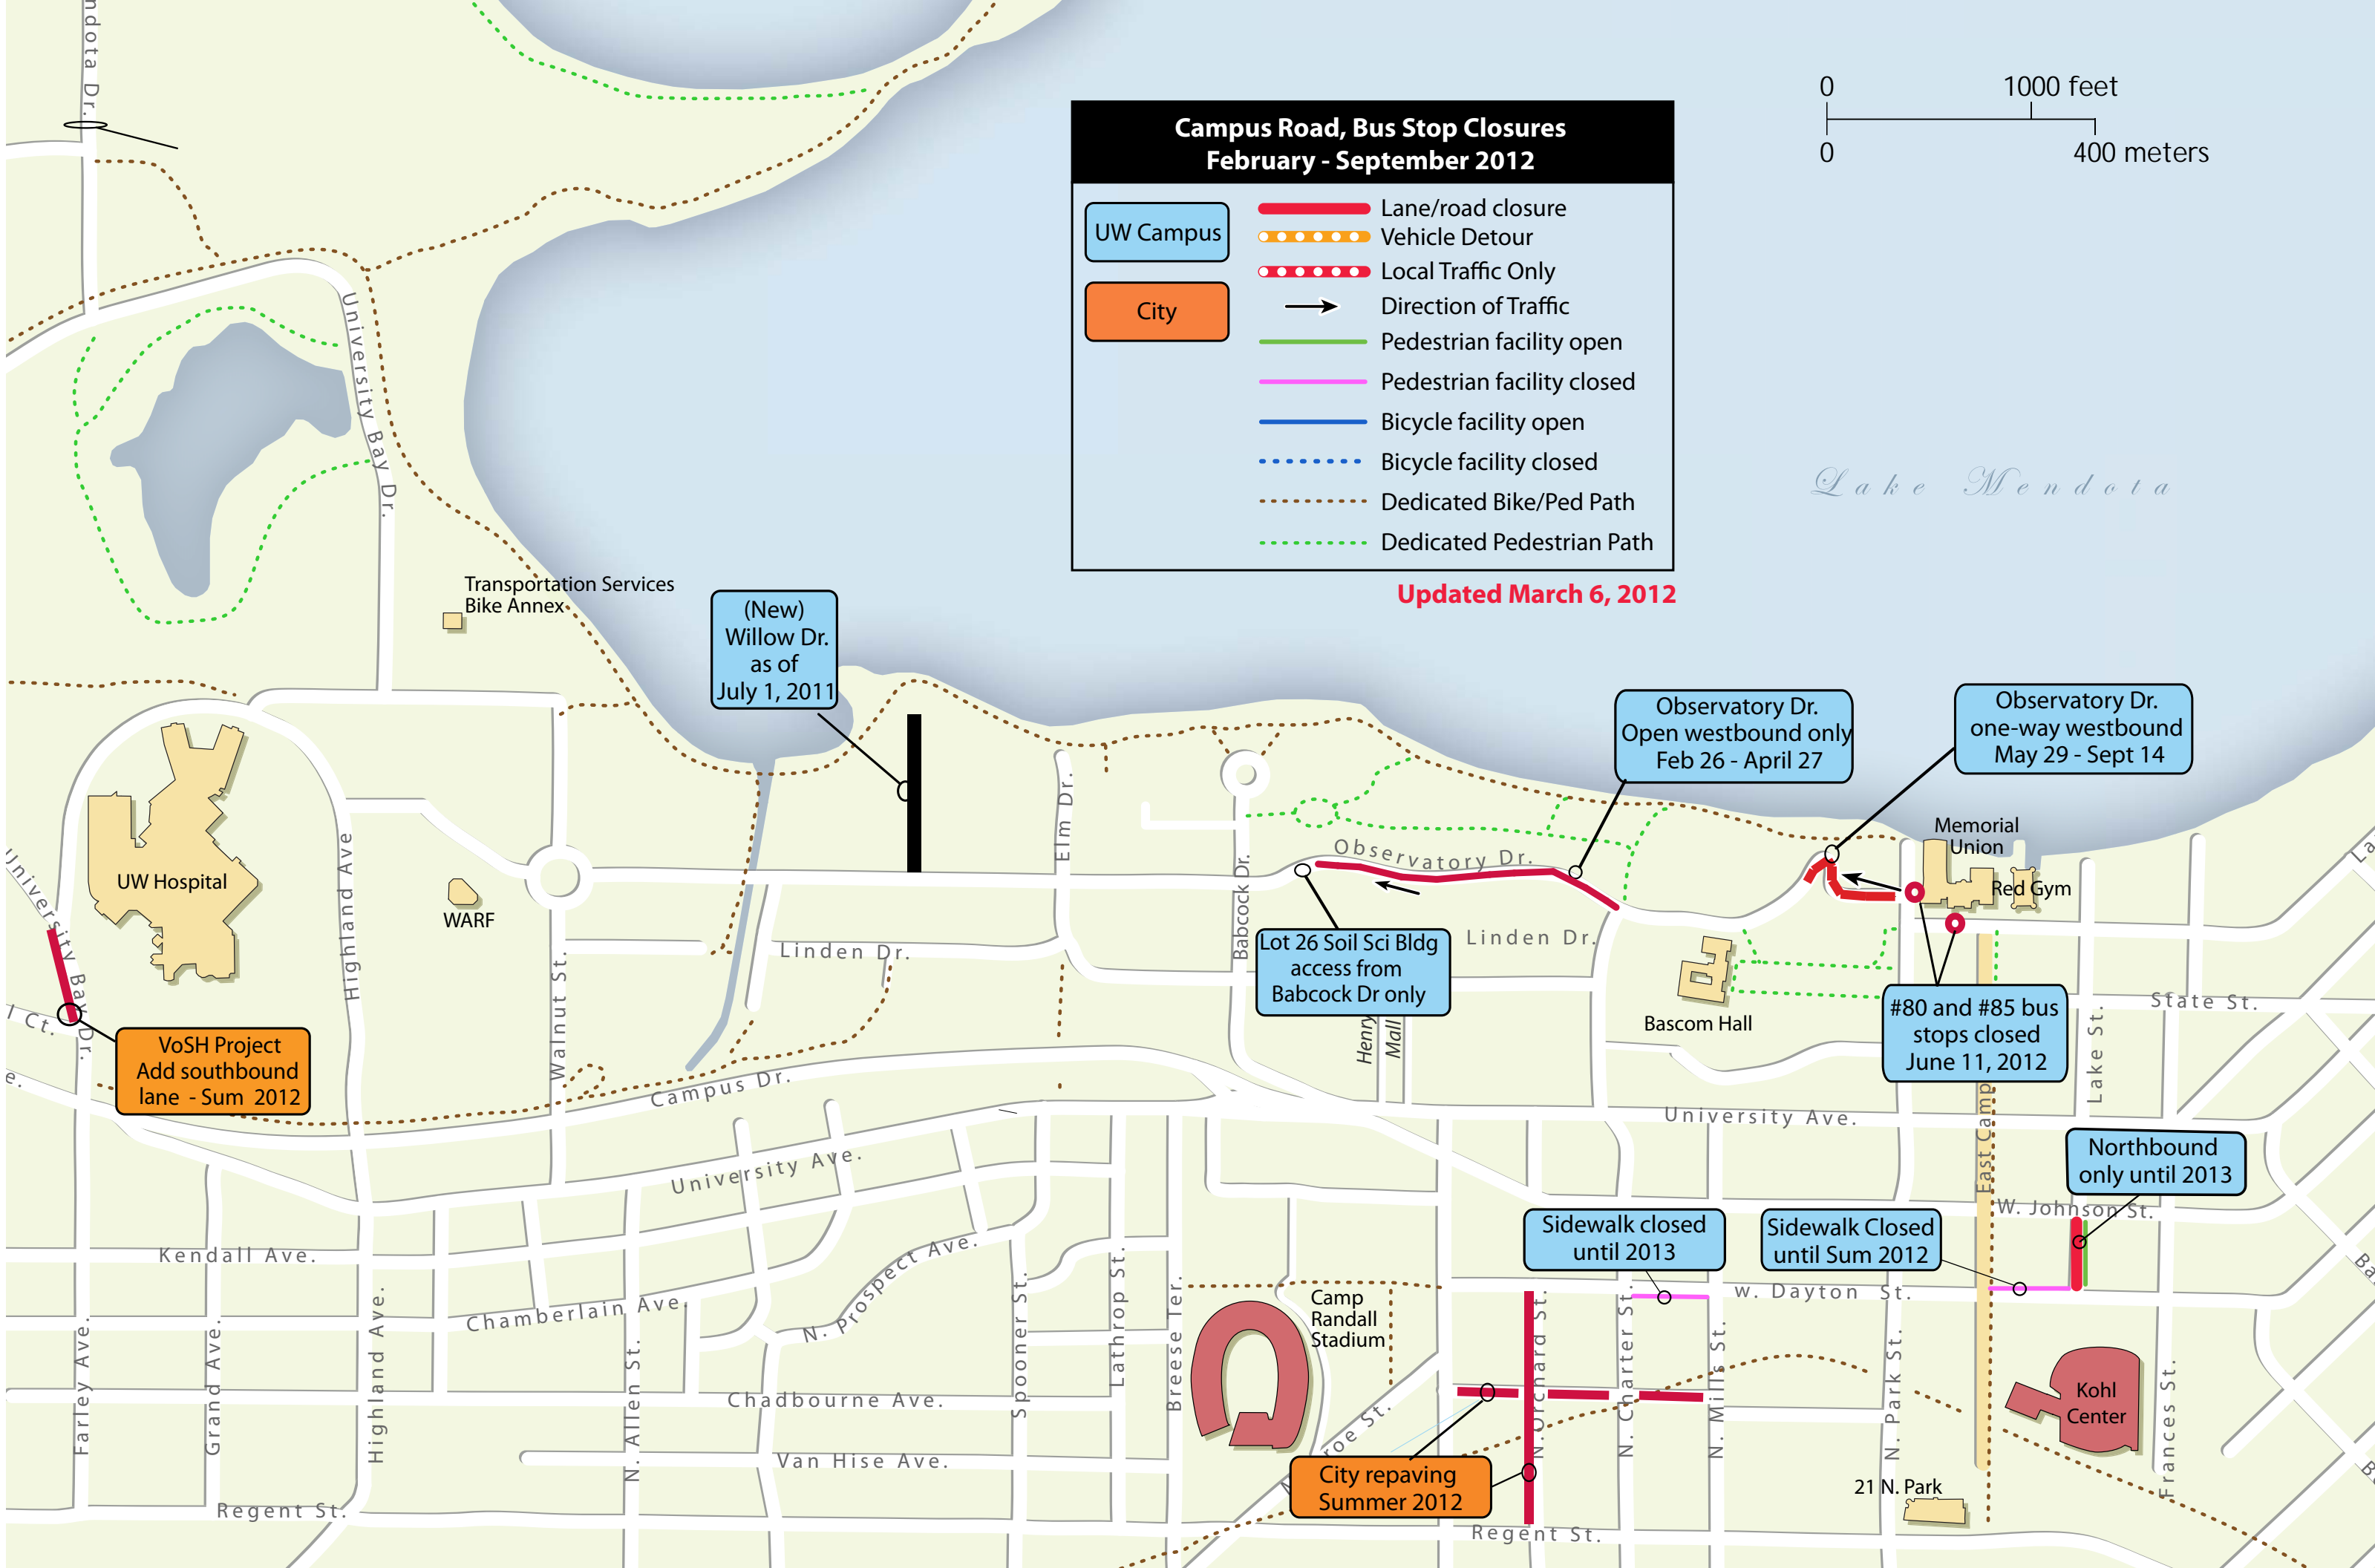 ndota Dr.
0
1000 feet
0
400 meters
Campus Road, Bus Stop Closures
February - September 2012
UW Campus
City
Lane/road closure
Vehicle Detour
Local Traffic Only
Direction of Traffic
Pedestrian facility open
Pedestrian facility closed
Bicycle facility open
Bicycle facility closed
Dedicated Bike/Ped Path
Dedicated Pedestrian Path
Updated March 6, 2012
Lake Mendota
University Bay Dr.
Transportation Services
Bike Annex
(New)
Willow Dr.
as of
July 1, 2011
Observatory Dr.
Open westbound only
Feb 26 - April 27
Observatory Dr.
one-way westbound
May 29 - Sept 14
Memorial
Union
Red Gym
La
UW Hospital
WARF
University Bay Dr.
Highland Ave
Walnut St.
Elm Dr.
Babcock Dr.
Observatory Dr.
Linden Dr.
Linden Dr.
Lot 26 Soil Sci Bldg
access from
Babcock Dr only
Henry
Mall
Bascom Hall
#80 and #85 bus
stops closed
June 11, 2012
State St.
Lake St.
l Ct.
e.
VoSH Project
Add southbound
lane - Sum 2012
Campus Dr.
University Ave.
University Ave.
East Camp
Northbound
only until 2013
W. Johnson St.
Sidewalk closed
until 2013
Sidewalk Closed
until Sum 2012
w. Dayton St.
Ba
Kendall Ave.
Chamberlain Ave.
N. Prospect Ave.
Chadbourne Ave.
Van Hise Ave.
Regent St.
Regent St.
Farley Ave.
Grand Ave.
Highland Ave.
N. Allen St.
Spooner St.
Lathrop St.
Breese Ter.
Camp
Randall
Stadium
roe St.
N. Orchard St.
N. Charter St.
N. Mills St.
N. Park St.
Frances St.
Kohl
Center
21 N. Park
City repaving
Summer 2012